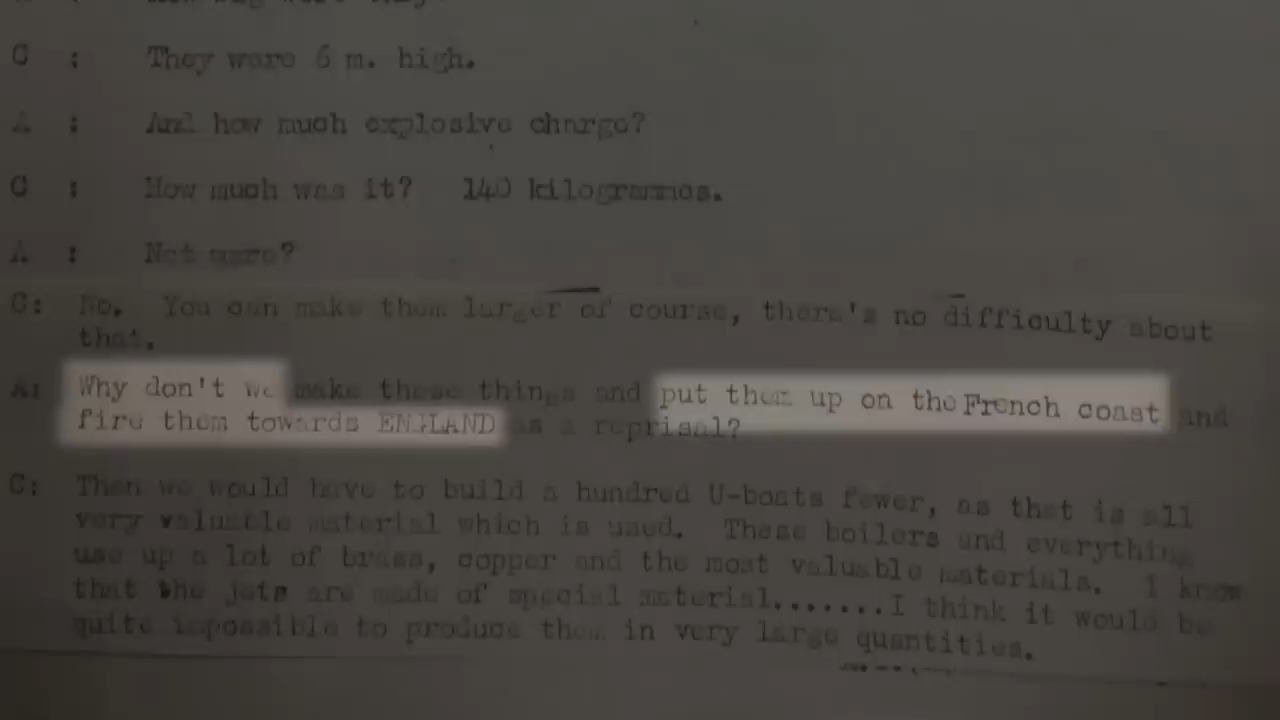 C : They were 6 m. high.
A : And how much explosive charge?
C : How much was it? 140 kilogrammes.
A : Not more?
C: No. You can make them larger of course, there's no difficulty about
that.
A: Why don't we make these things and put them up on the French coast and
fire them towards ENGLAND as a reprisal?
C: Then we would have to build a hundred U-boats fewer, as that is all
very valuable material which is used. These boilers and everything
use up a lot of brass, copper and the most valuable materials. I know
that the jets are made of special material.......I think it would be
quite impossible to produce them in very large quantities.